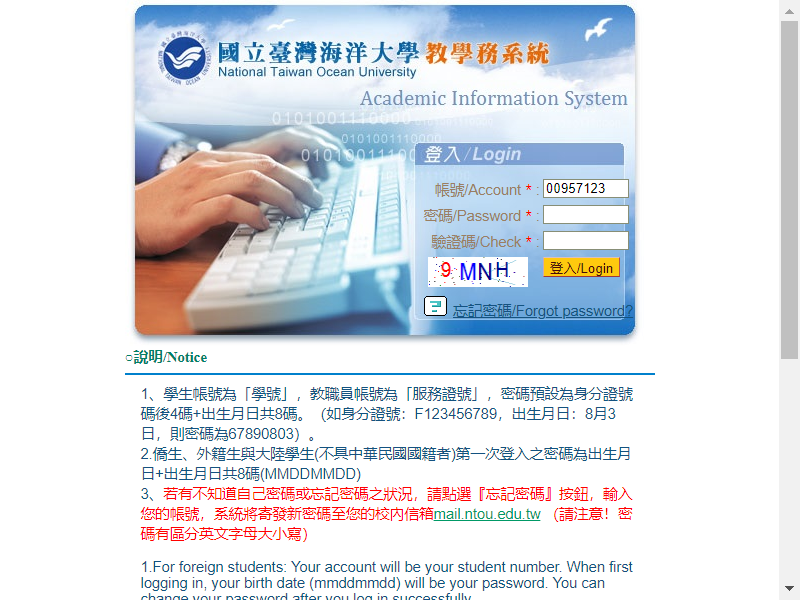 國立臺灣海洋大學 教學務系統
National Taiwan Ocean University
Academic Information System
0101001110000
0101001110000
01010011100
登入/Login
帳號/Account * : 00957123
密碼/Password * :
驗證碼/Check * :
9MNH 登入/Login
忘記密碼/Forgot password?
○說明/Notice
1、學生帳號為「學號」，教職員帳號為「服務證號」，密碼預設為身分證號
碼後4碼+出生月日共8碼。（如身分證號：F123456789，出生月日：8月3
日，則密碼為67890803）。
2.僑生、外籍生與大陸學生(不具中華民國國籍者)第一次登入之密碼為出生月
日+出生月日共8碼(MMDDMMDD)
3、若有不知道自己密碼或忘記密碼之狀況，請點選『忘記密碼』按鈕，輸入
您的帳號，系統將寄發新密碼至您的校內信箱mail.ntou.edu.tw （請注意！密
碼有區分英文字母大小寫）
1.For foreign students: Your account will be your student number. When first
logging in, your birth date (mmddmmdd) will be your password. You can
change your password after you log in successfully.